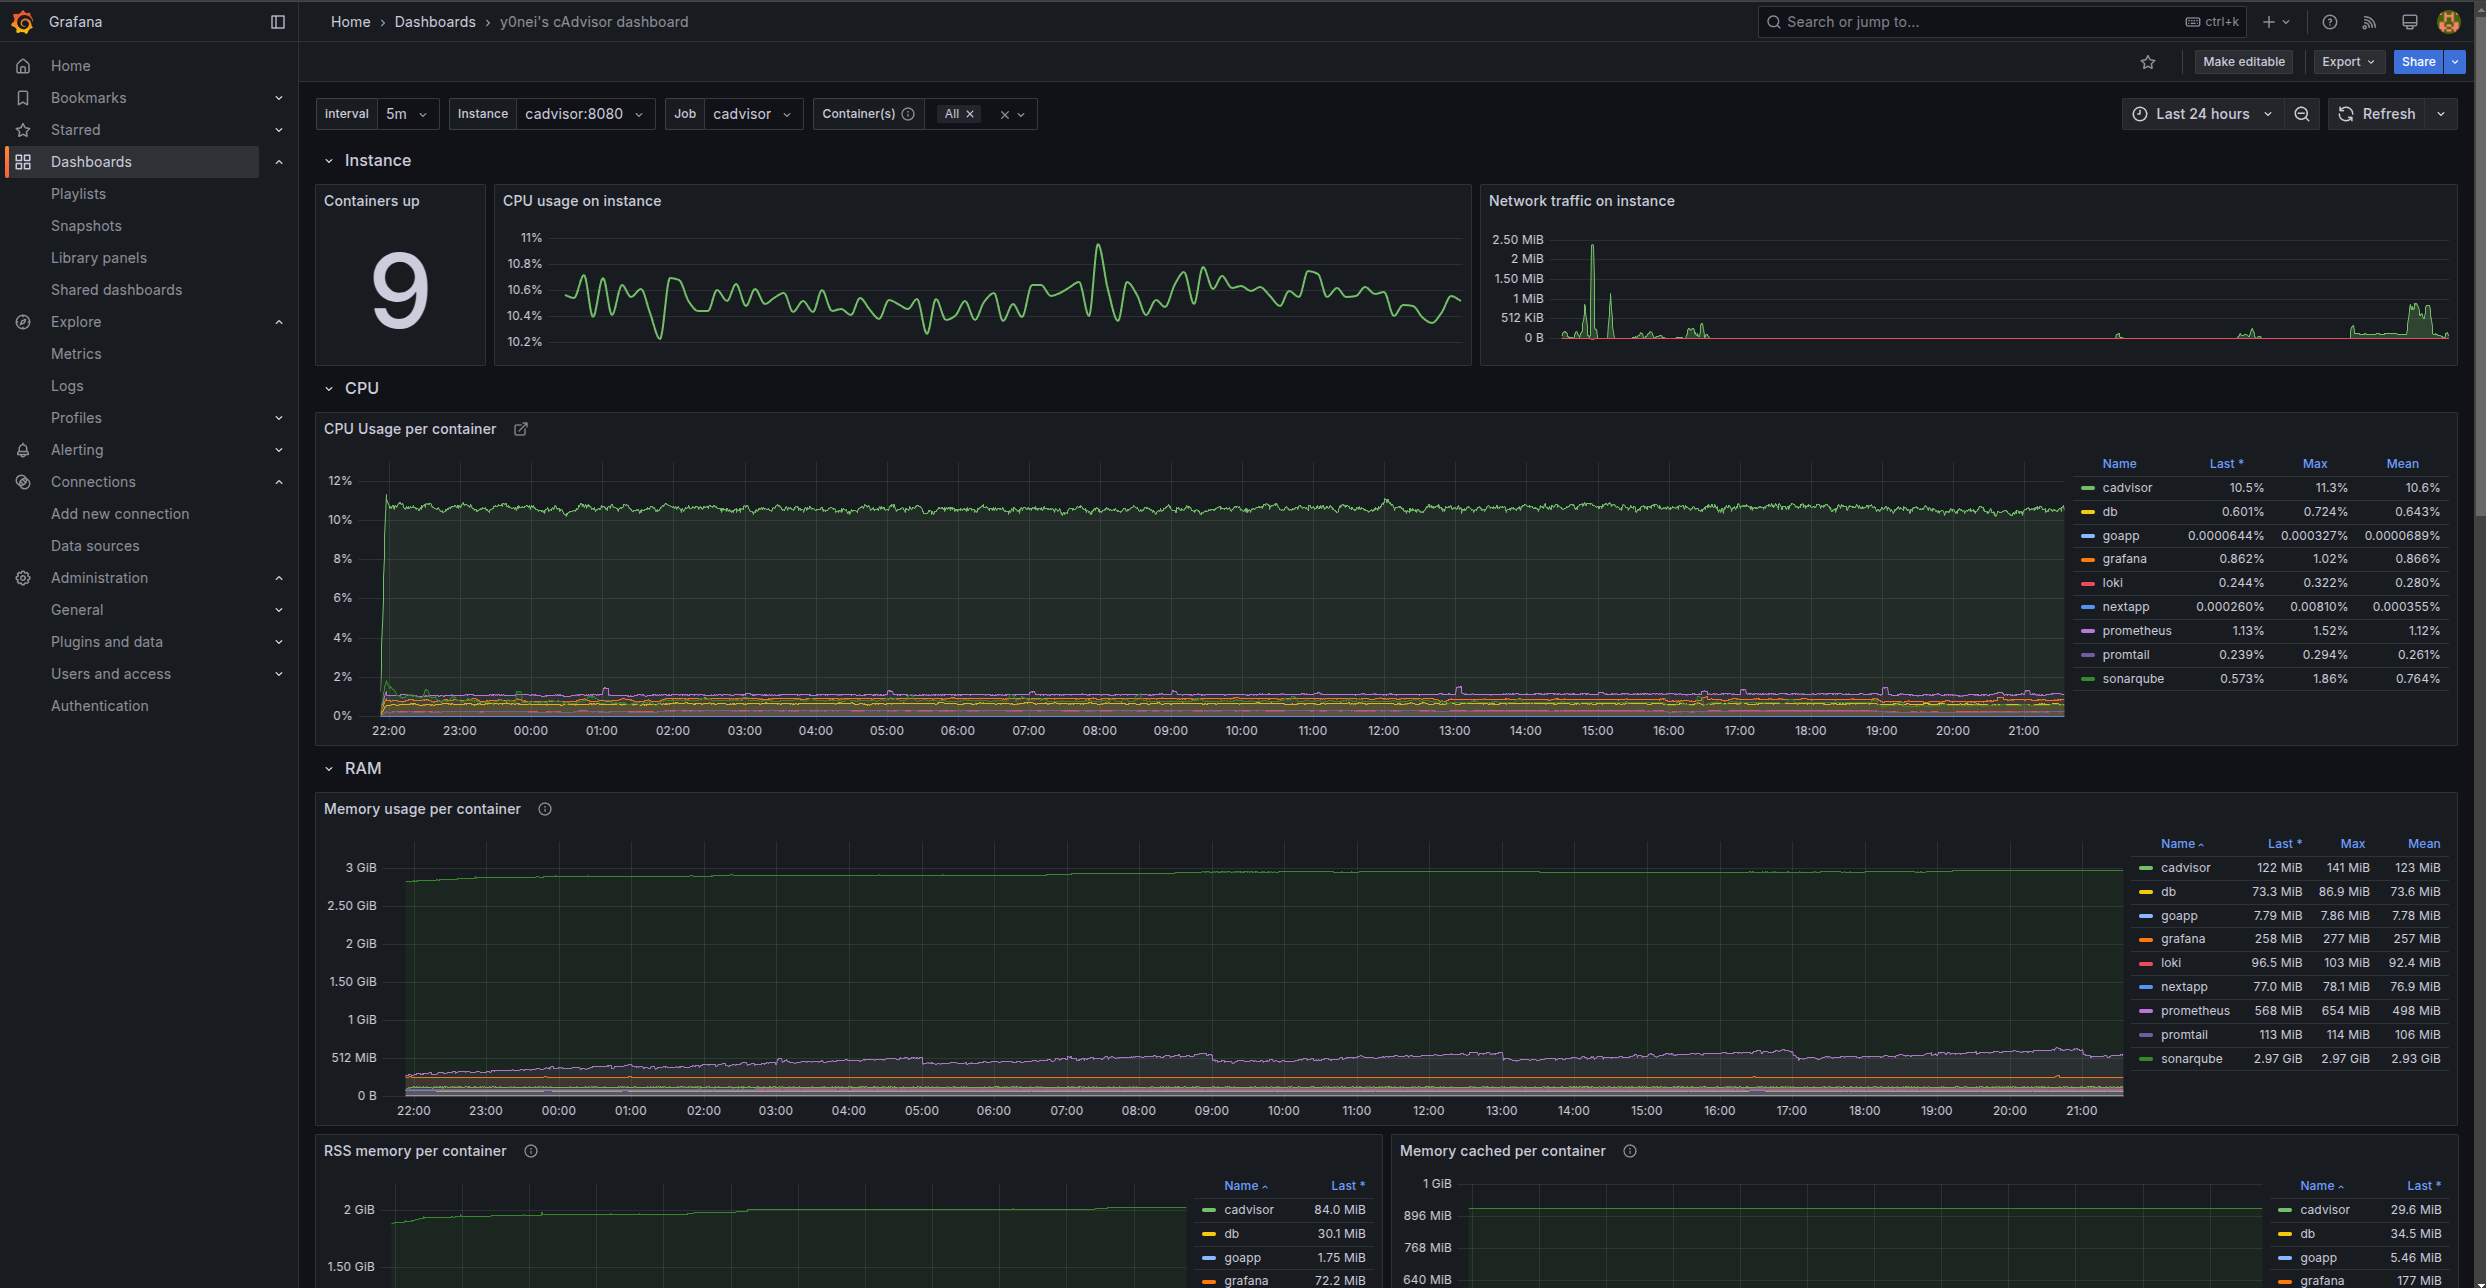 Grafana
Home
Bookmarks
Starred
Dashboards
Playlists
Snapshots
Library panels
Shared dashboards
Explore
Metrics
Logs
Profiles
Alerting
Connections
Add new connection
Data sources
Administration
General
Plugins and data
Users and access
Authentication
Home › Dashboards › y0nei's cAdvisor dashboard
Search or jump to... ctrl+k
Make editable Export Share
Interval 5m Instance cadvisor:8080 Job cadvisor Container(s) All
Last 24 hours Refresh
Instance
Containers up
9
CPU usage on instance
11%
10.8%
10.6%
10.4%
10.2%
Network traffic on instance
2.50 MiB
2 MiB
1.50 MiB
1 MiB
512 KiB
0 B
CPU
CPU Usage per container
12%
10%
8%
6%
4%
2%
0%
22:00 23:00 00:00 01:00 02:00 03:00 04:00 05:00 06:00 07:00 08:00 09:00 10:00 11:00 12:00 13:00 14:00 15:00 16:00 17:00 18:00 19:00 20:00 21:00
Name Last * Max Mean
cadvisor 10.5% 11.3% 10.6%
db 0.601% 0.724% 0.643%
goapp 0.0000644% 0.000327% 0.0000689%
grafana 0.862% 1.02% 0.866%
loki 0.244% 0.322% 0.280%
nextapp 0.000260% 0.00810% 0.000355%
prometheus 1.13% 1.52% 1.12%
promtail 0.239% 0.294% 0.261%
sonarqube 0.573% 1.86% 0.764%
RAM
Memory usage per container
3 GiB
2.50 GiB
2 GiB
1.50 GiB
1 GiB
512 MiB
0 B
22:00 23:00 00:00 01:00 02:00 03:00 04:00 05:00 06:00 07:00 08:00 09:00 10:00 11:00 12:00 13:00 14:00 15:00 16:00 17:00 18:00 19:00 20:00 21:00
Name Last * Max Mean
cadvisor 122 MiB 141 MiB 123 MiB
db 73.3 MiB 86.9 MiB 73.6 MiB
goapp 7.79 MiB 7.86 MiB 7.78 MiB
grafana 258 MiB 277 MiB 257 MiB
loki 96.5 MiB 103 MiB 92.4 MiB
nextapp 77.0 MiB 78.1 MiB 76.9 MiB
prometheus 568 MiB 654 MiB 498 MiB
promtail 113 MiB 114 MiB 106 MiB
sonarqube 2.97 GiB 2.97 GiB 2.93 GiB
RSS memory per container
2 GiB
1.50 GiB
Name Last *
cadvisor 84.0 MiB
db 30.1 MiB
goapp 1.75 MiB
grafana 72.2 MiB
Memory cached per container
1 GiB
896 MiB
768 MiB
640 MiB
Name Last *
cadvisor 29.6 MiB
db 34.5 MiB
goapp 5.46 MiB
grafana 177 MiB